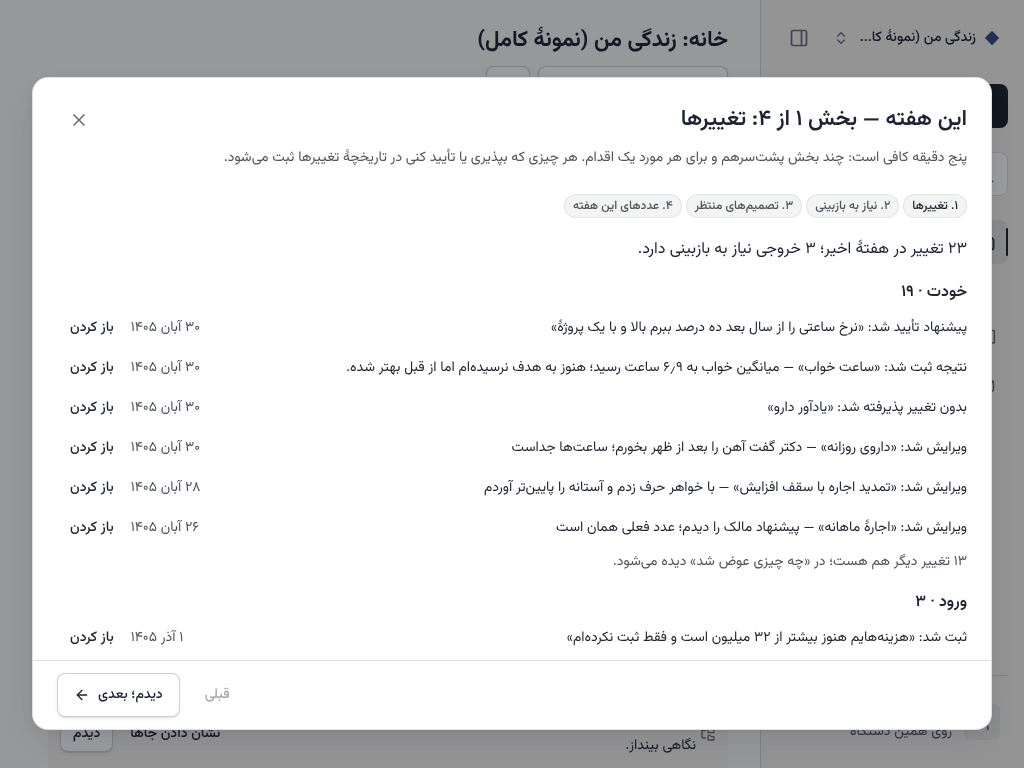 زندگی من (نمونهٔ کا...
خانه: زندگی من (نمونهٔ کامل)
این هفته — بخش ۱ از ۴: تغییرها
پنج دقیقه کافی است: چند بخش پشت‌سرهم و برای هر مورد یک اقدام. هر چیزی که بپذیری یا تأیید کنی در تاریخچهٔ تغییرها ثبت می‌شود.
۱. تغییرها ۲. نیاز به بازبینی ۳. تصمیم‌های منتظر ۴. عددهای این هفته
۲۳ تغییر در هفتهٔ اخیر؛ ۳ خروجی نیاز به بازبینی دارد.
خودت · ۱۹
پیشنهاد تأیید شد: «نرخ ساعتی را از سال بعد ده درصد ببرم بالا و با یک پروژهٔ» ۳۰ آبان ۱۴۰۵ باز کردن
نتیجه ثبت شد: «ساعت خواب» — میانگین خواب به ۶٫۹ ساعت رسید؛ هنوز به هدف نرسیده‌ام اما از قبل بهتر شده. ۳۰ آبان ۱۴۰۵ باز کردن
بدون تغییر پذیرفته شد: «یادآور دارو» ۳۰ آبان ۱۴۰۵ باز کردن
ویرایش شد: «داروی روزانه» — دکتر گفت آهن را بعد از ظهر بخورم؛ ساعت‌ها جداست ۳۰ آبان ۱۴۰۵ باز کردن
ویرایش شد: «تمدید اجاره با سقف افزایش» — با خواهر حرف زدم و آستانه را پایین‌تر آوردم ۲۸ آبان ۱۴۰۵ باز کردن
ویرایش شد: «اجارهٔ ماهانه» — پیشنهاد مالک را دیدم؛ عدد فعلی همان است ۲۶ آبان ۱۴۰۵ باز کردن
۱۳ تغییر دیگر هم هست؛ در «چه چیزی عوض شد» دیده می‌شود.
ورود · ۳
ثبت شد: «هزینه‌هایم هنوز بیشتر از ۳۲ میلیون است و فقط ثبت نکرده‌ام» ۱ آذر ۱۴۰۵ باز کردن
قبلی دیدم؛ بعدی
روی همین دستگاه
نگاهی بینداز.
نشان دادن جاها دیدم